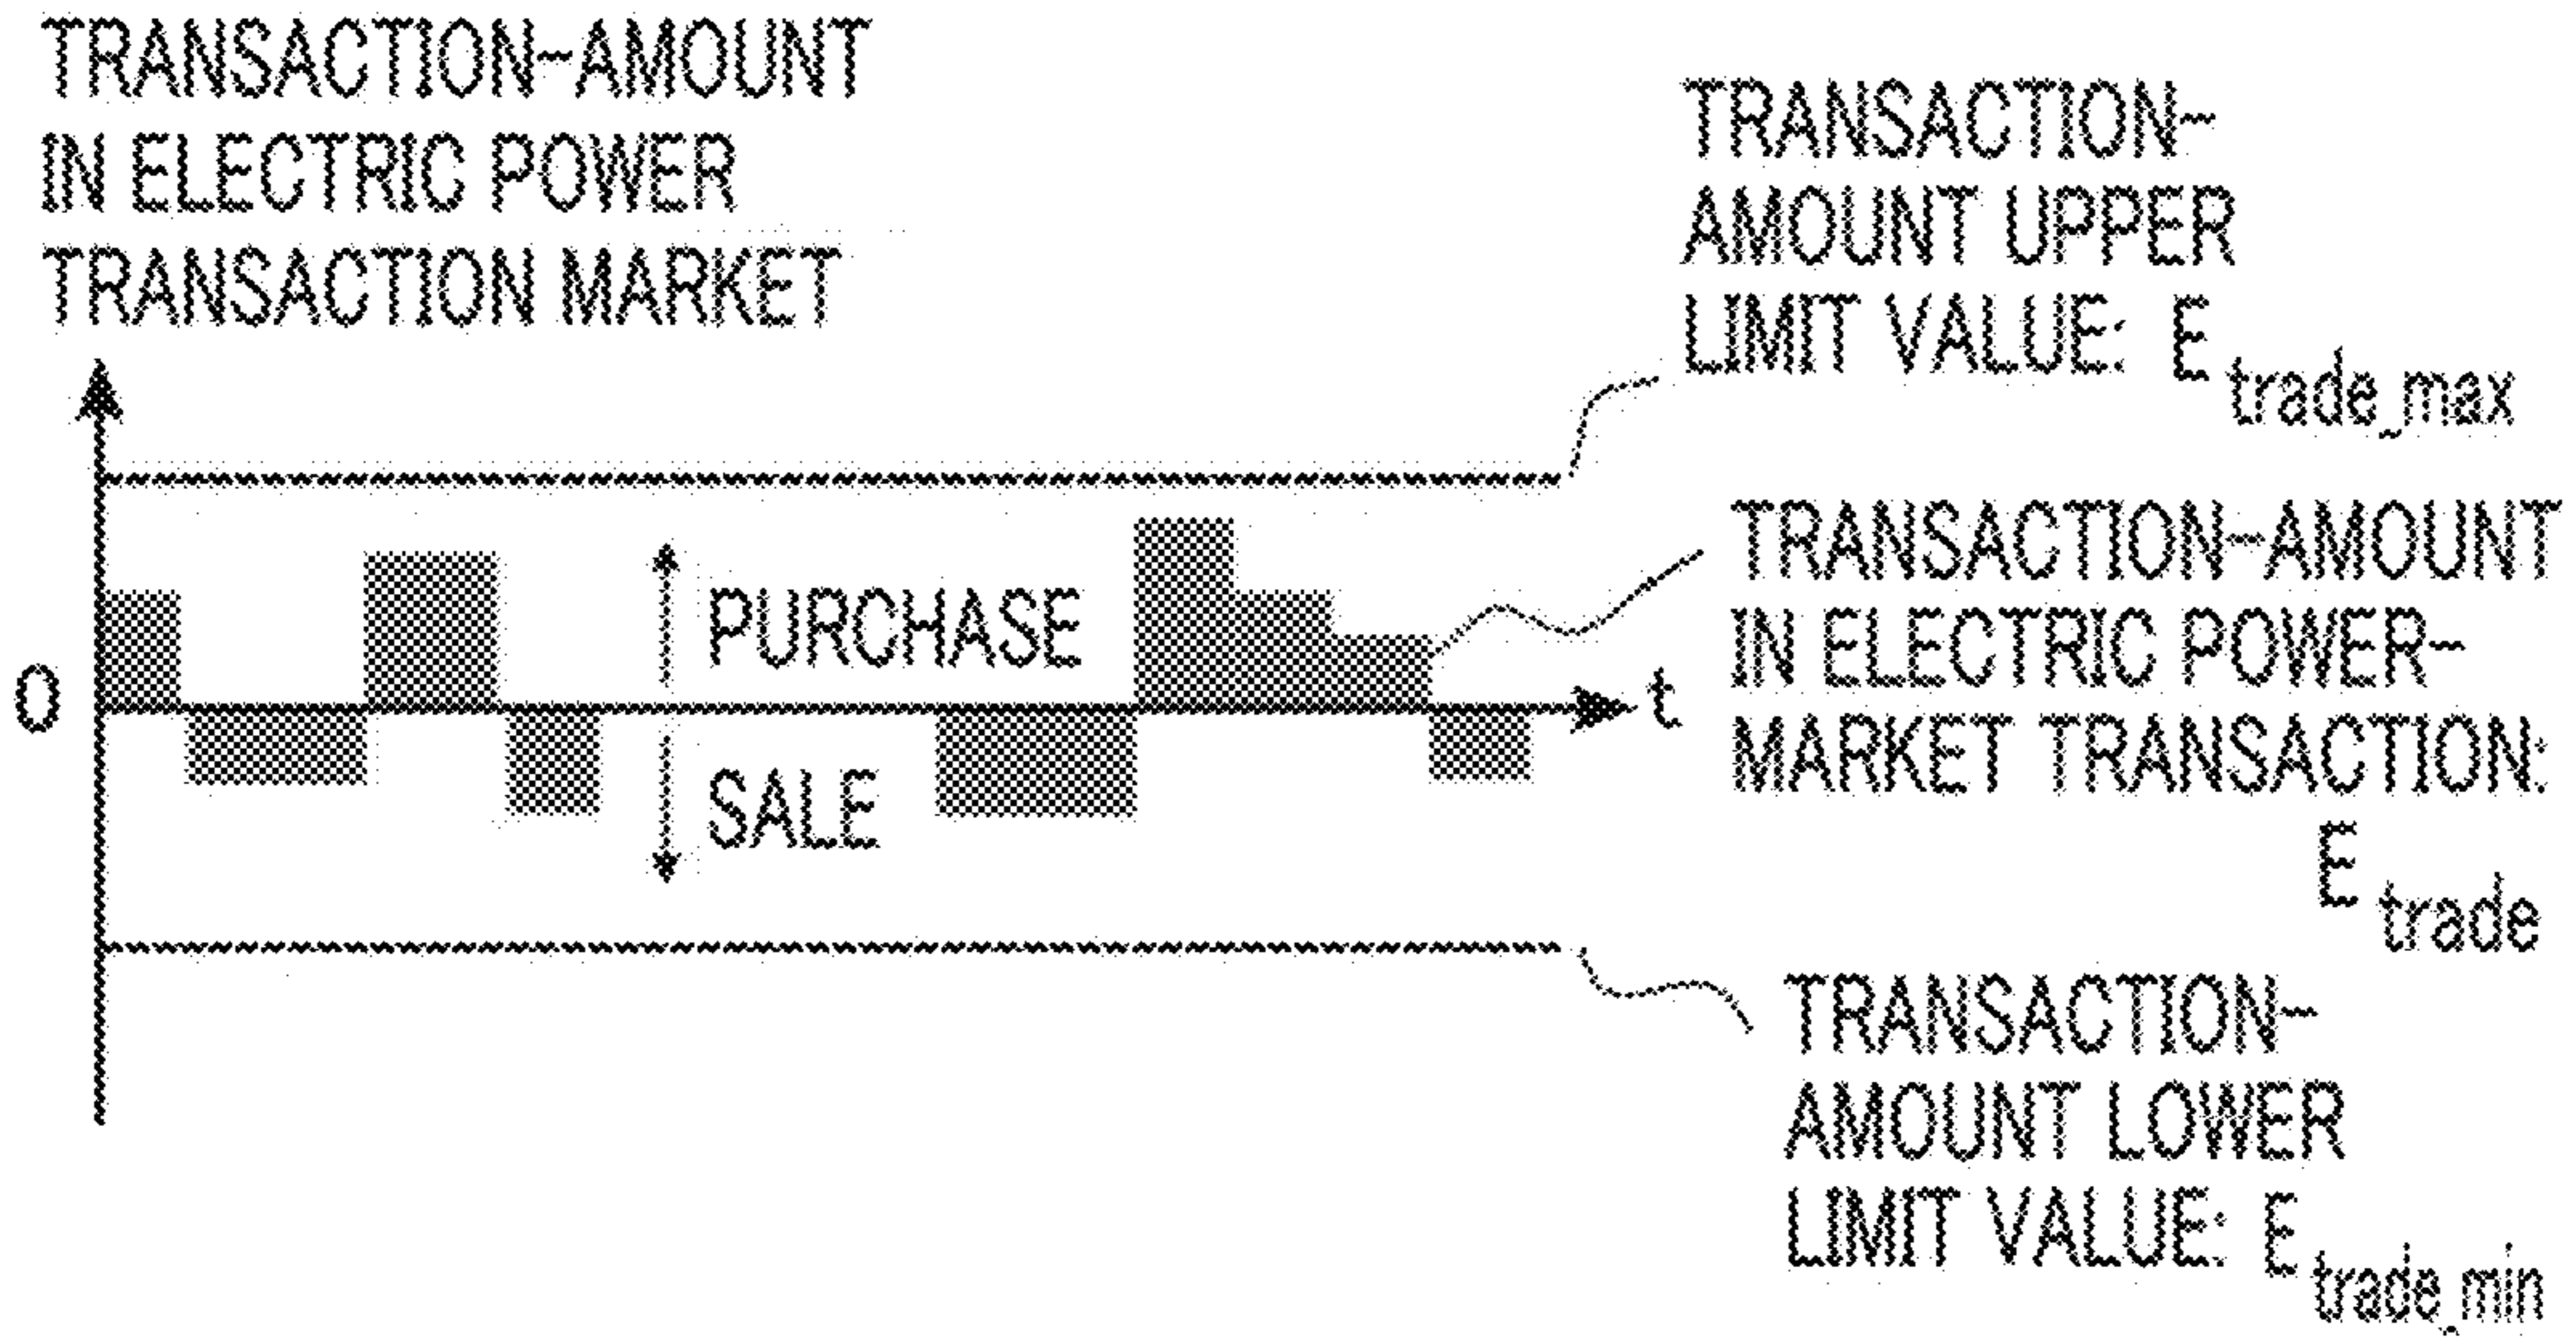 TRANSACTION-AMOUNT
IN ELECTRIC POWER
TRANSACTION MARKET
TRANSACTION-
AMOUNT UPPER
LIMIT VALUE: E trade_max
TRANSACTION-AMOUNT
IN ELECTRIC POWER-
MARKET TRANSACTION:
E trade
PURCHASE
0
t
SALE
TRANSACTION-
AMOUNT LOWER
LIMIT VALUE: E trade_min